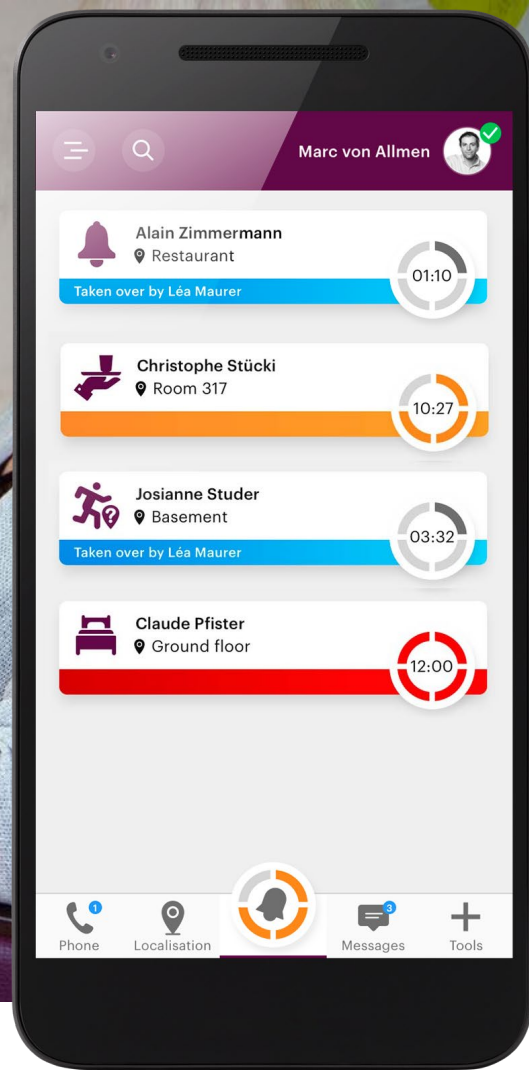 Marc von Allmen
Alain Zimmermann
Restaurant
01:10
Taken over by Léa Maurer
Christophe Stücki
Room 317
10:27
?
Josianne Studer
Basement
03:32
Taken over by Léa Maurer
Claude Pfister
Ground floor
12:00
1
3
Phone
Localisation
Messages
Tools